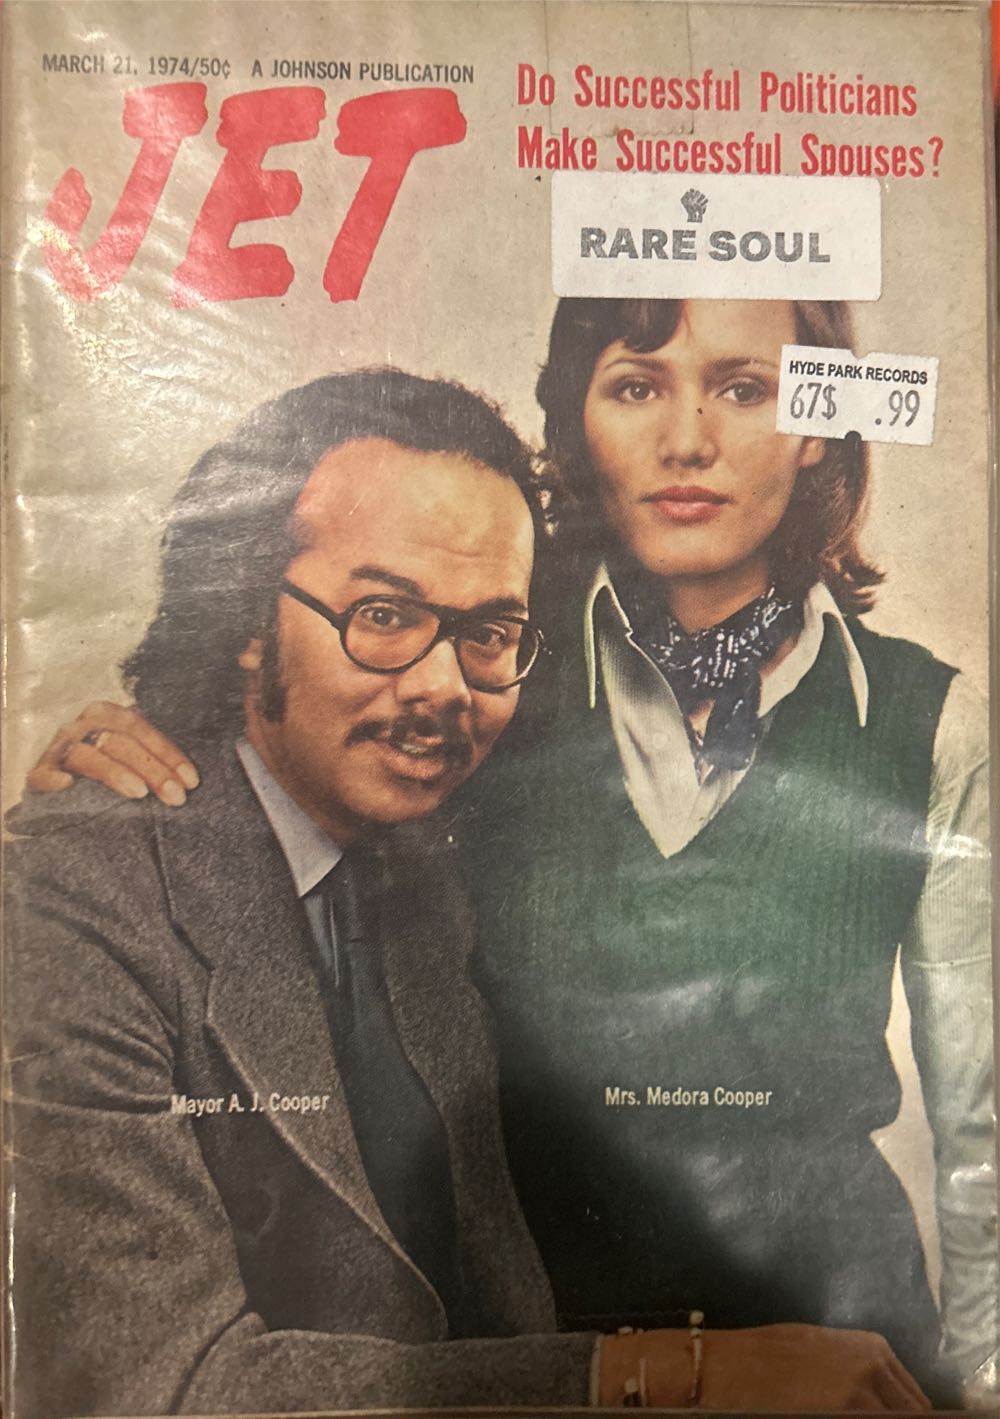 MARCH 21, 1974/50¢ A JOHNSON PUBLICATION
JET
Do Successful Politicians
Make Successful Spouses?
RARE SOUL
HYDE PARK RECORDS
67$ .99
Mayor A. J. Cooper
Mrs. Medora Cooper